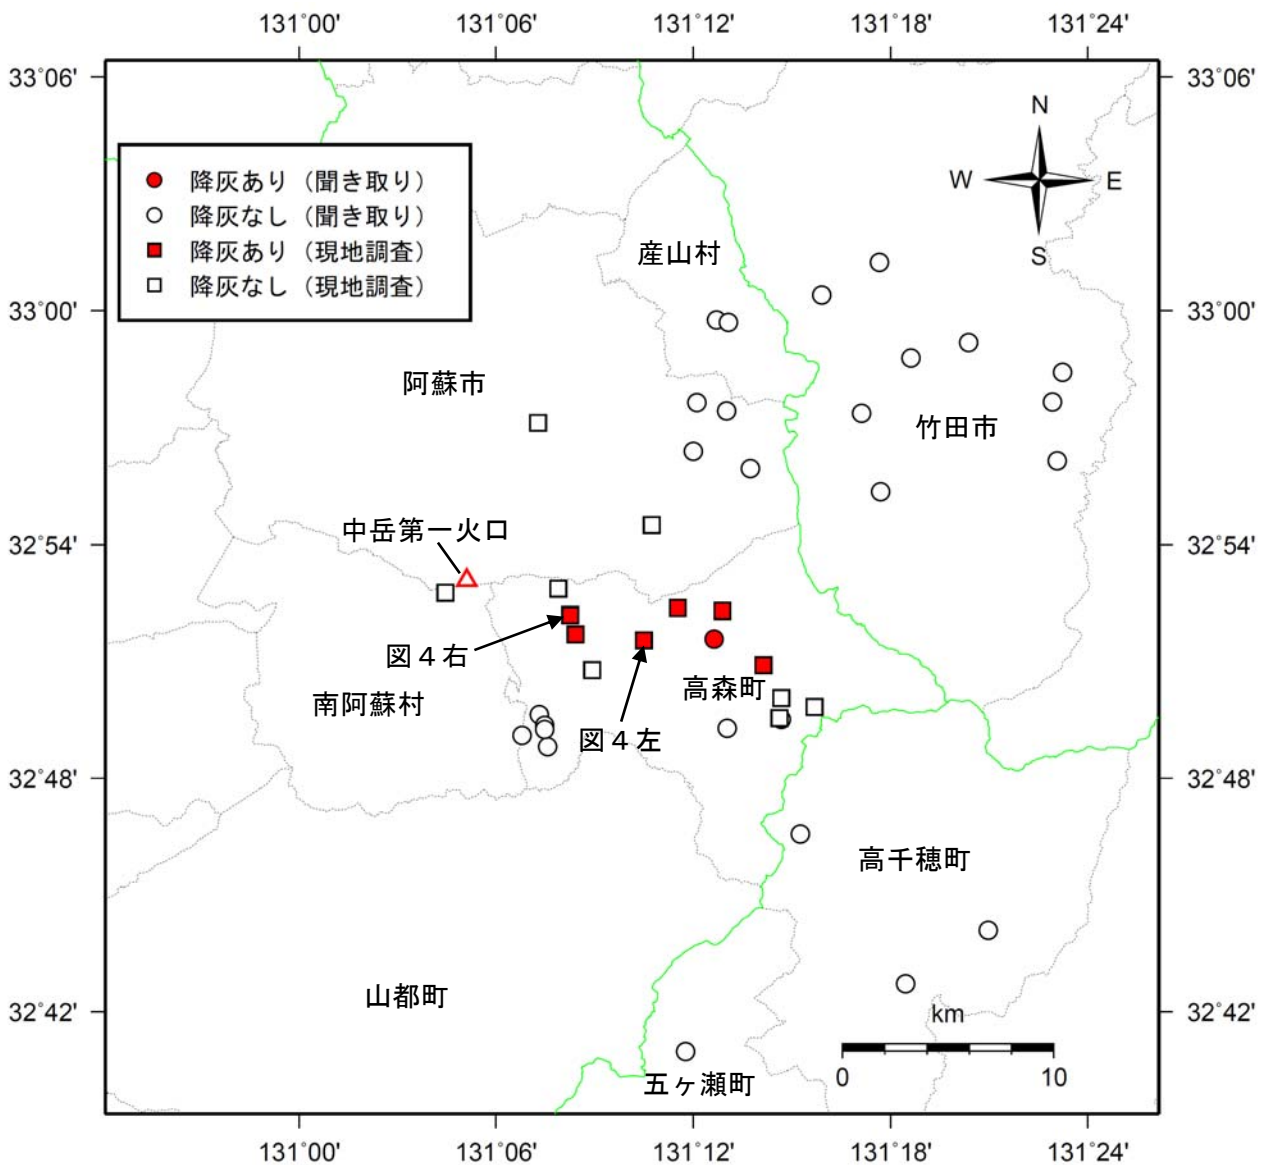 131°00' 131°06' 131°12' 131°18' 131°24'
33°06' 33°06'
N
W E
S
降灰あり（聞き取り）
降灰なし（聞き取り）
降灰あり（現地調査）
降灰なし（現地調査）
産山村
33°00' 33°00'
阿蘇市
竹田市
中岳第一火口
32°54' 32°54'
図４右
高森町
南阿蘇村
図４左
32°48' 32°48'
高千穂町
山都町
32°42' 32°42'
km
0 10
五ヶ瀬町
131°00' 131°06' 131°12' 131°18' 131°24'